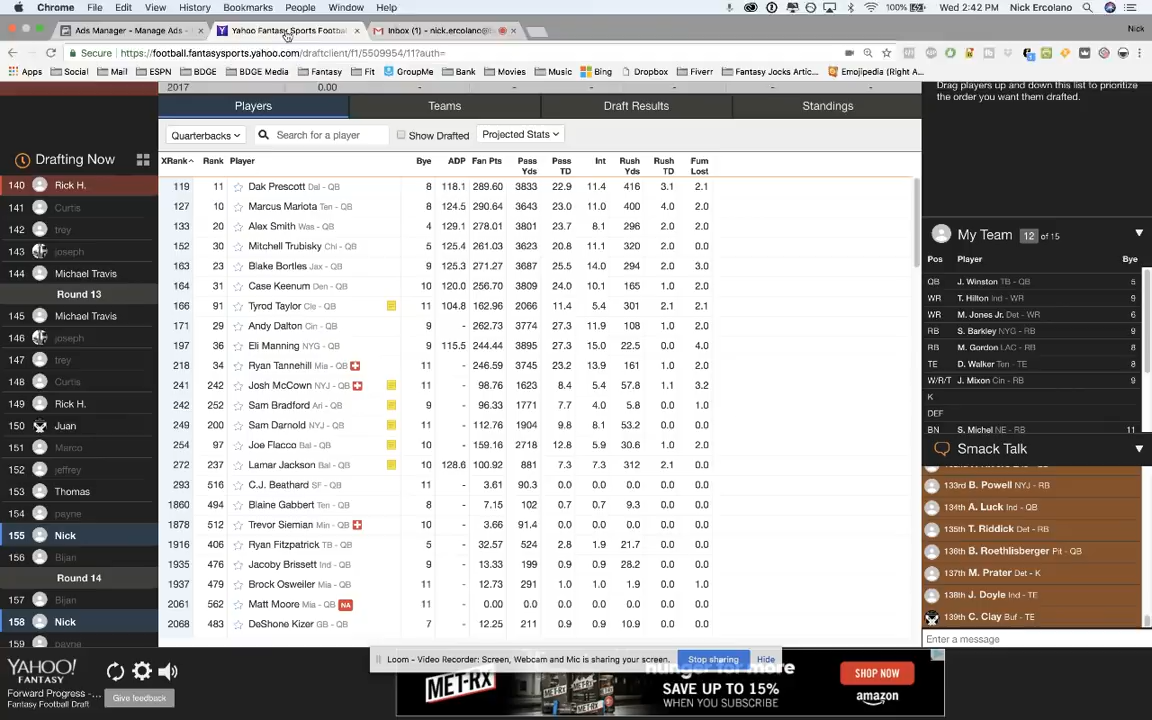 Chrome File Edit View History Bookmarks People Window Help 100% Wed 2:42 PM Nick Ercolano
Ads Manager - Manage Ads - Yahoo Fantasy Sports Footbal Inbox (1) - nick.ercolano@b Nick
Secure https://football.fantasysports.yahoo.com/draftclient/f1/5509954/11?auth=
Apps Social Mail ESPN BDGE BDGE Media Fantasy Fit GroupMe Bank Movies Music Bing Dropbox Fiverr Fantasy Jocks Artic... Emojipedia (Right A...
2017 0.00 - - - - - - -
Drag players up and down this list to prioritize
the order you want them drafted.
Players Teams Draft Results Standings
Quarterbacks Search for a player Show Drafted Projected Stats
Drafting Now
XRank Rank Player Bye ADP Fan Pts Pass Yds Pass TD Int Rush Yds Rush TD Fum Lost
119 11 Dak Prescott Dal - QB 8 118.1 289.60 3833 22.9 11.4 416 3.1 2.1
127 10 Marcus Mariota Ten - QB 8 124.5 290.64 3643 23.0 11.0 400 4.0 2.0
133 20 Alex Smith Was - QB 4 129.1 278.01 3801 23.4 8.1 296 2.0 2.0
152 30 Mitchell Trubisky Chi - QB 5 125.4 261.03 3623 20.8 11.1 320 2.0 0.0
163 23 Blake Bortles Jax - QB 9 125.3 271.27 3687 25.5 14.0 294 2.0 3.0
164 31 Case Keenum Den - QB 10 120.0 256.70 3809 24.0 10.1 165 1.0 2.0
166 91 Tyrod Taylor Cle - QB 11 104.8 162.96 2066 11.4 5.4 301 2.1 2.1
171 29 Andy Dalton Cin - QB 9 - 262.73 3774 27.3 11.9 108 1.0 2.0
197 36 Eli Manning NYG - QB 9 115.5 244.44 3895 27.3 15.0 22.5 0.0 4.0
218 34 Ryan Tannehill Mia - QB 11 - 246.59 3745 23.2 13.9 161 1.0 2.0
241 242 Josh McCown NYJ - QB 11 - 98.76 1623 8.4 5.4 57.8 1.1 3.2
242 252 Sam Bradford Ari - QB 9 - 96.33 1771 7.7 4.0 5.8 0.0 1.0
249 200 Sam Darnold NYJ - QB 11 - 112.76 1904 9.8 8.1 53.2 0.0 2.0
254 97 Joe Flacco Bal - QB 10 - 159.16 2718 12.8 5.9 30.6 1.0 2.0
272 237 Lamar Jackson Bal - QB 10 128.6 100.92 881 7.3 7.3 312 2.1 0.0
293 516 C.J. Beathard SF - QB 11 - 3.61 90.3 0.0 0.0 0.0 0.0 0.0
1860 494 Blaine Gabbert Ten - QB 8 - 7.15 102 0.7 0.7 9.3 0.0 0.0
1878 512 Trevor Siemian Min - QB 10 - 3.66 91.4 0.0 0.0 0.0 0.0 0.0
1916 406 Ryan Fitzpatrick TB - QB 5 - 32.57 524 2.8 1.9 21.7 0.0 0.0
1935 476 Jacoby Brissett Ind - QB 9 - 13.33 199 0.9 0.9 28.2 0.0 0.0
1937 479 Brock Osweiler Mia - QB 11 - 12.73 291 1.0 1.0 1.9 0.0 1.0
2061 562 Matt Moore Mia - QB NA 11 - 0.00 0.0 0.0 0.0 0.0 0.0 0.0
2068 483 DeShone Kizer GB - QB 7 - 12.25 211 0.9 0.9 10.9 0.0 0.0
140 Rick H.
141 Curtis
142 trey
143 joseph
144 Michael Travis
Round 13
145 Michael Travis
146 joseph
147 trey
148 Curtis
149 Rick H.
150 Juan
151 Marco
152 jeffrey
153 Thomas
154 payne
155 Nick
156 Bijan
Round 14
157 Bijan
158 Nick
159 payne
My Team 12 of 15
Pos Player Bye
QB J. Winston TB - QB 5
WR T. Hilton Ind - WR 9
WR M. Jones Jr. Det - WR 6
RB S. Barkley NYG - RB 9
RB M. Gordon LAC - RB 8
TE D. Walker Ten - TE 8
W/R/T J. Mixon Cin - RB 9
K
DEF
BN S. Michel NE - RB 11
Smack Talk
133rd B. Powell NYJ - RB
134th A. Luck Ind - QB
135th T. Riddick Det - RB
136th B. Roethlisberger Pit - QB
137th M. Prater Det - K
138th J. Doyle Ind - TE
139th C. Clay Buf - TE
Enter a message
Loom - Video Recorder: Screen, Webcam and Mic is sharing your screen. Stop sharing Hide
YAHOO!
FANTASY
Forward Progress - ...
Fantasy Football Draft
Give feedback
MET-RX
hunger for more
SAVE UP TO 15%
WHEN YOU SUBSCRIBE
SHOP NOW
amazon